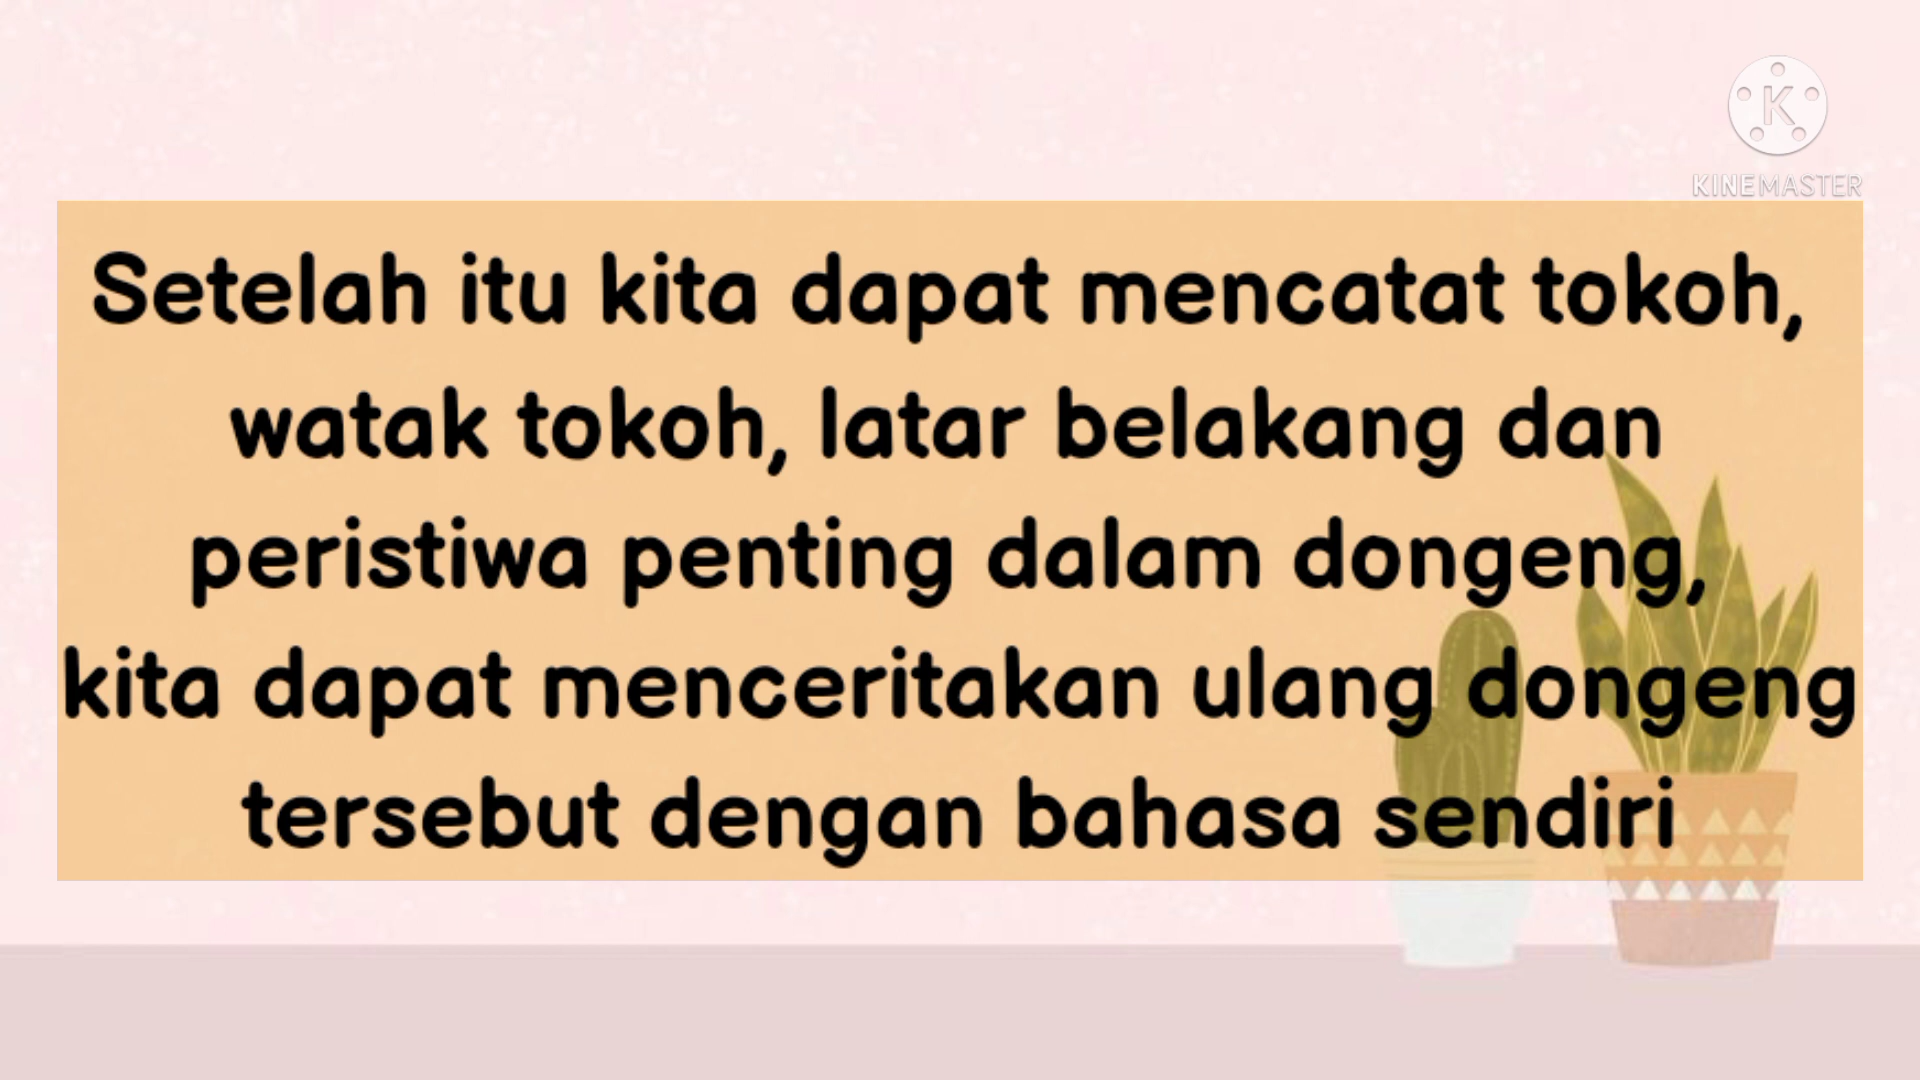 K
KINEMASTER
Setelah itu kita dapat mencatat tokoh,
watak tokoh, latar belakang dan
peristiwa penting dalam dongeng,
kita dapat menceritakan ulang dongeng
tersebut dengan bahasa sendiri